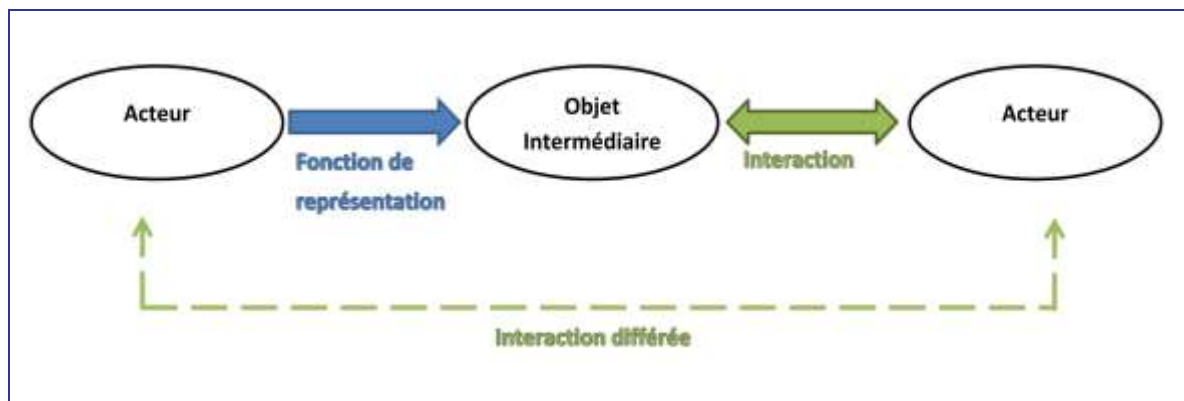 Acteur
Objet
Intermédiaire
Acteur
Fonction de
représentation
Interaction
Interaction différée